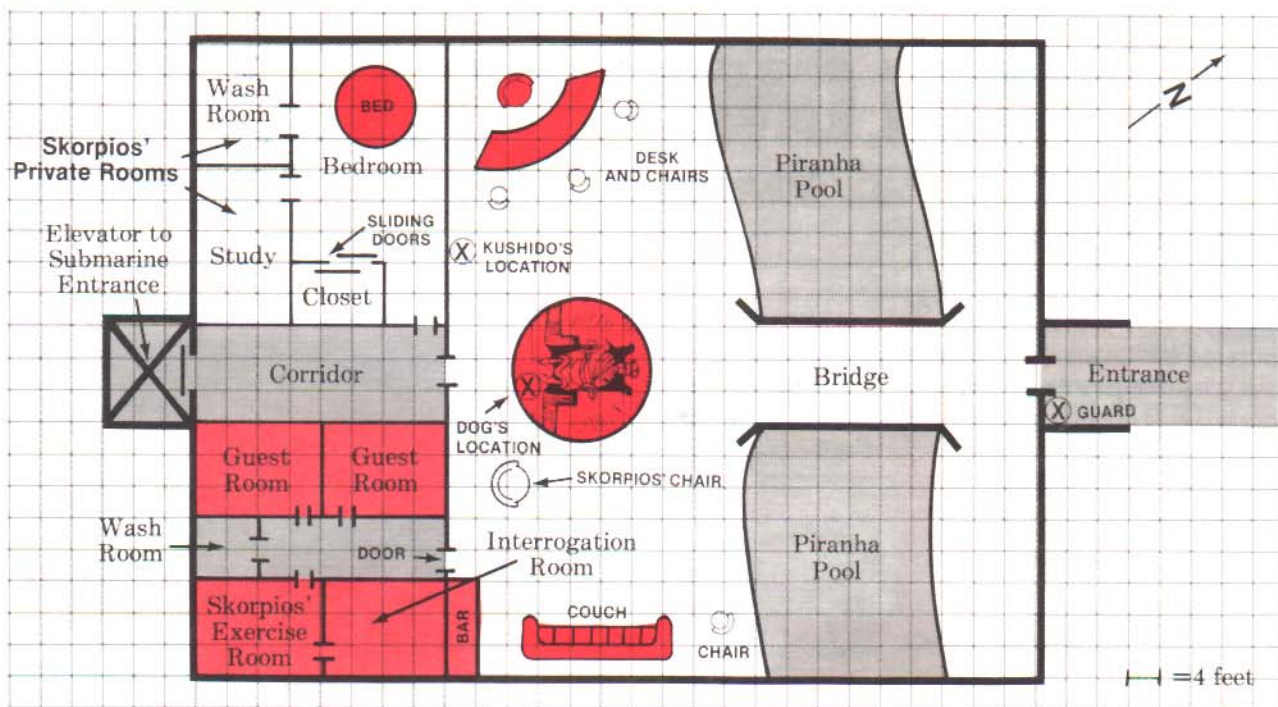 Wash
Room
BED
Skorpios'
Private Rooms
Bedroom
DESK
AND CHAIRS
Piranha
Pool
N
Elevator to
Submarine
Entrance
Study
SLIDING
DOORS
X KUSHIDO'S
LOCATION
Closet
Corridor
X
Bridge
Entrance
X GUARD
DOG'S
LOCATION
Guest
Room
Guest
Room
SKORPIOS' CHAIR
Wash
Room
DOOR
Interrogation
Room
Piranha
Pool
Skorpios'
Exercise
Room
BAR
COUCH
CHAIR
=4 feet